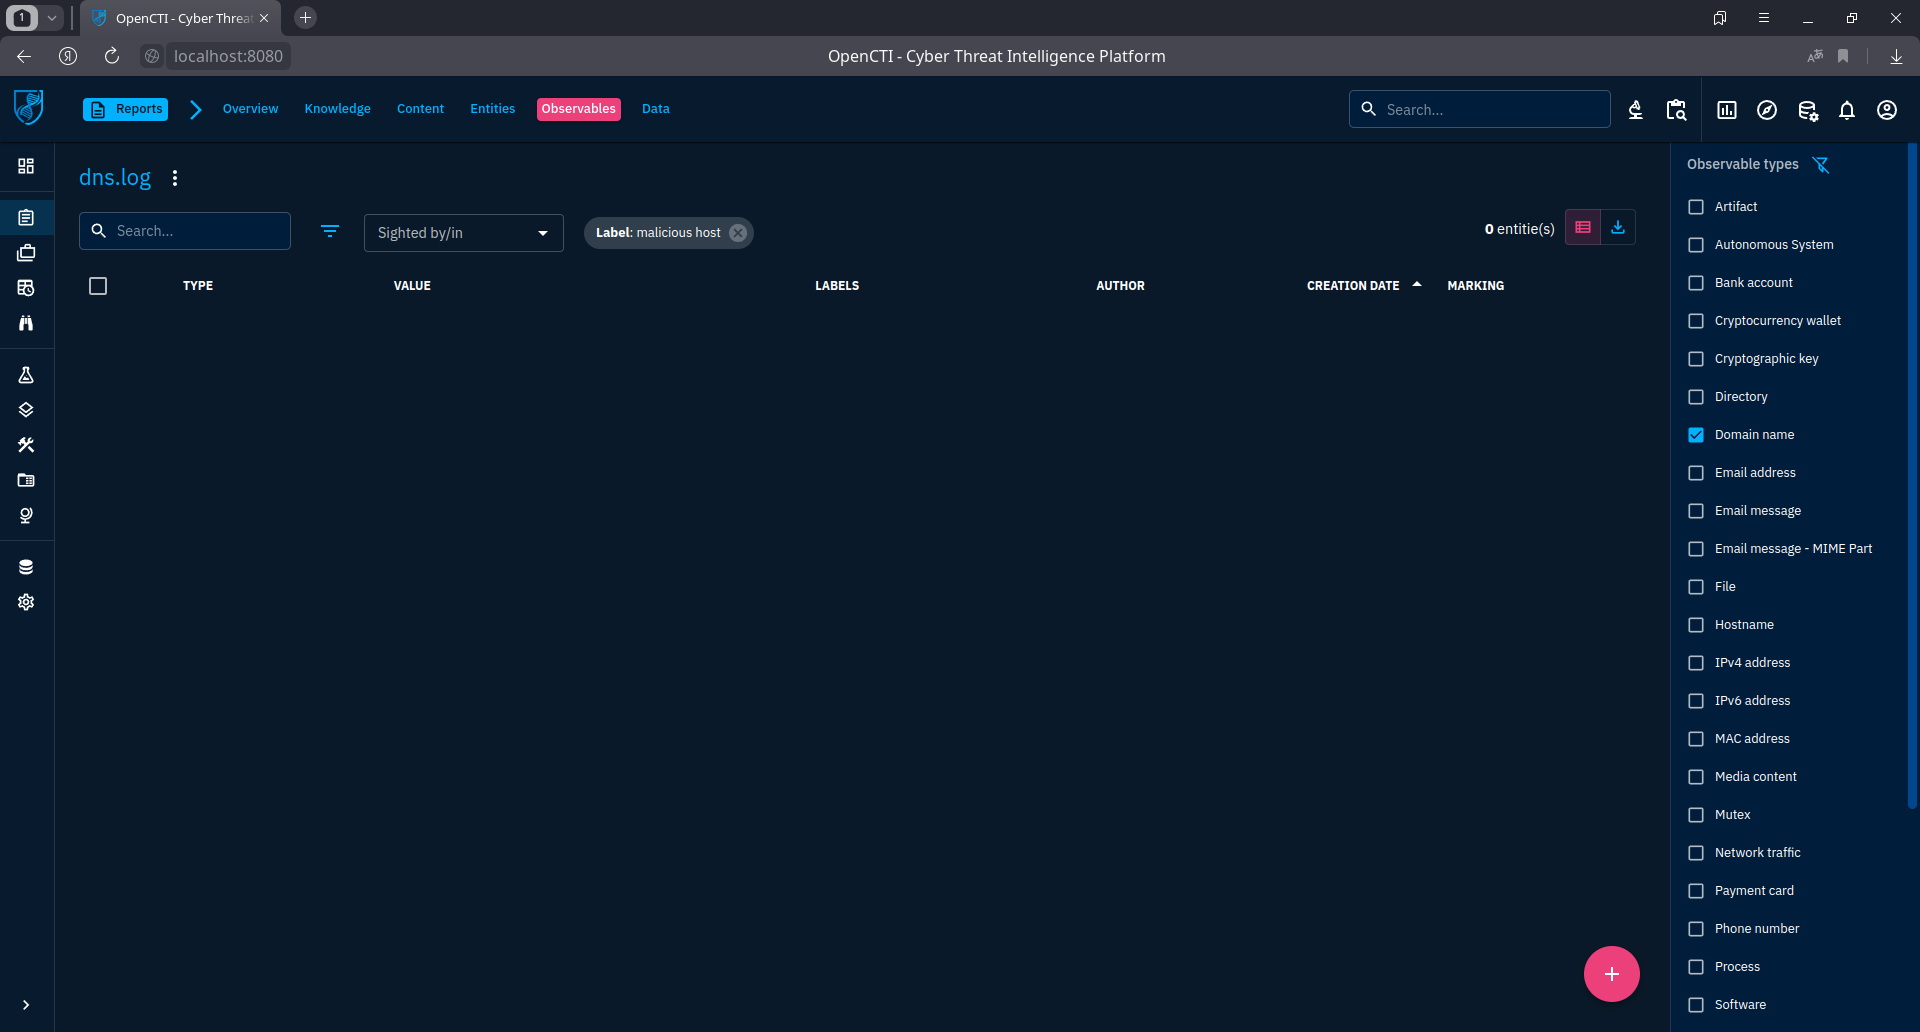 1
OpenCTI - Cyber Threa
localhost:8080
OpenCTI - Cyber Threat Intelligence Platform
Reports
Overview
Knowledge
Content
Entities
Observables
Data
Search...
dns.log
Search...
Sighted by/in
Label: malicious host
0 entitie(s)
TYPE
VALUE
LABELS
AUTHOR
CREATION DATE
MARKING
Observable types
Artifact
Autonomous System
Bank account
Cryptocurrency wallet
Cryptographic key
Directory
Domain name
Email address
Email message
Email message - MIME Part
File
Hostname
IPv4 address
IPv6 address
MAC address
Media content
Mutex
Network traffic
Payment card
Phone number
Process
Software